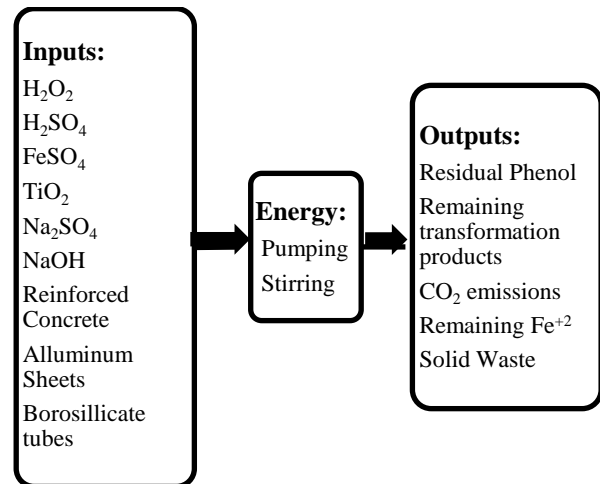 Inputs:
H₂O₂
H₂SO₄
FeSO₄
TiO₂
Na₂SO₄
NaOH
Reinforced
Concrete
Alluminum
Sheets
Borosillicate
tubes
Energy:
Pumping
Stirring
Outputs:
Residual Phenol
Remaining
transformation
products
CO₂ emissions
Remaining Fe⁺²
Solid Waste